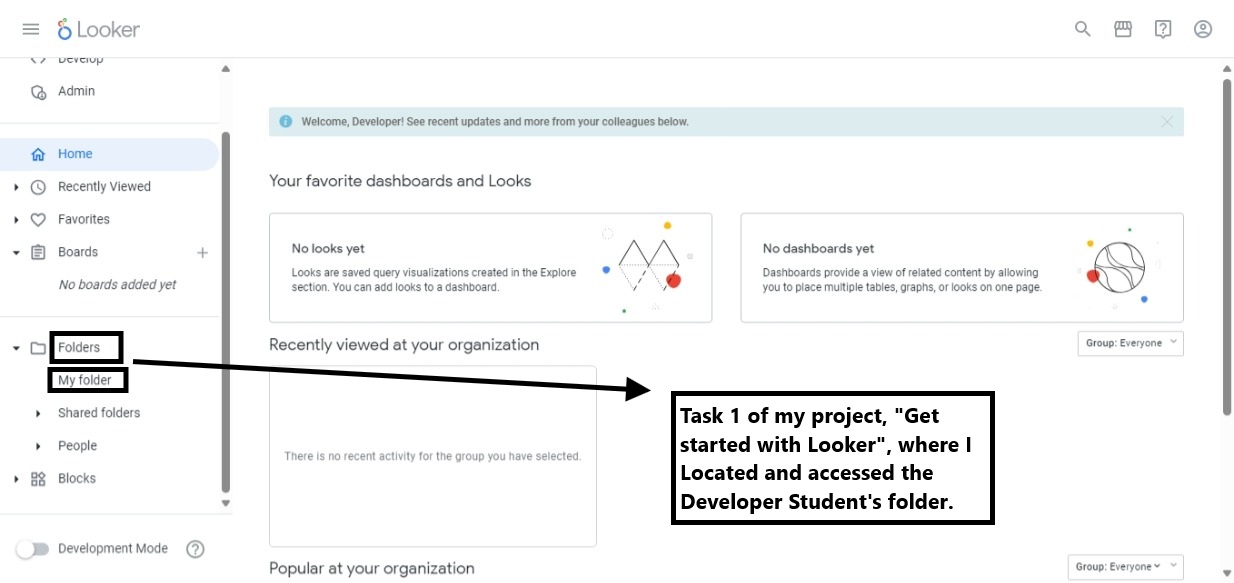 Looker
Develop
Admin
Home
Recently Viewed
Favorites
Boards
No boards added yet
Folders
My folder
Shared folders
People
Blocks
Development Mode
Welcome, Developer! See recent updates and more from your colleagues below.
Your favorite dashboards and Looks
No looks yet
Looks are saved query visualizations created in the Explore
section. You can add looks to a dashboard.
No dashboards yet
Dashboards provide a view of related content by allowing
you to place multiple tables, graphs, or looks on one page.
Recently viewed at your organization
Group: Everyone
There is no recent activity for the group you have selected.
Task 1 of my project, "Get
started with Looker", where I
Located and accessed the
Developer Student's folder.
Popular at your organization
Group: Everyone